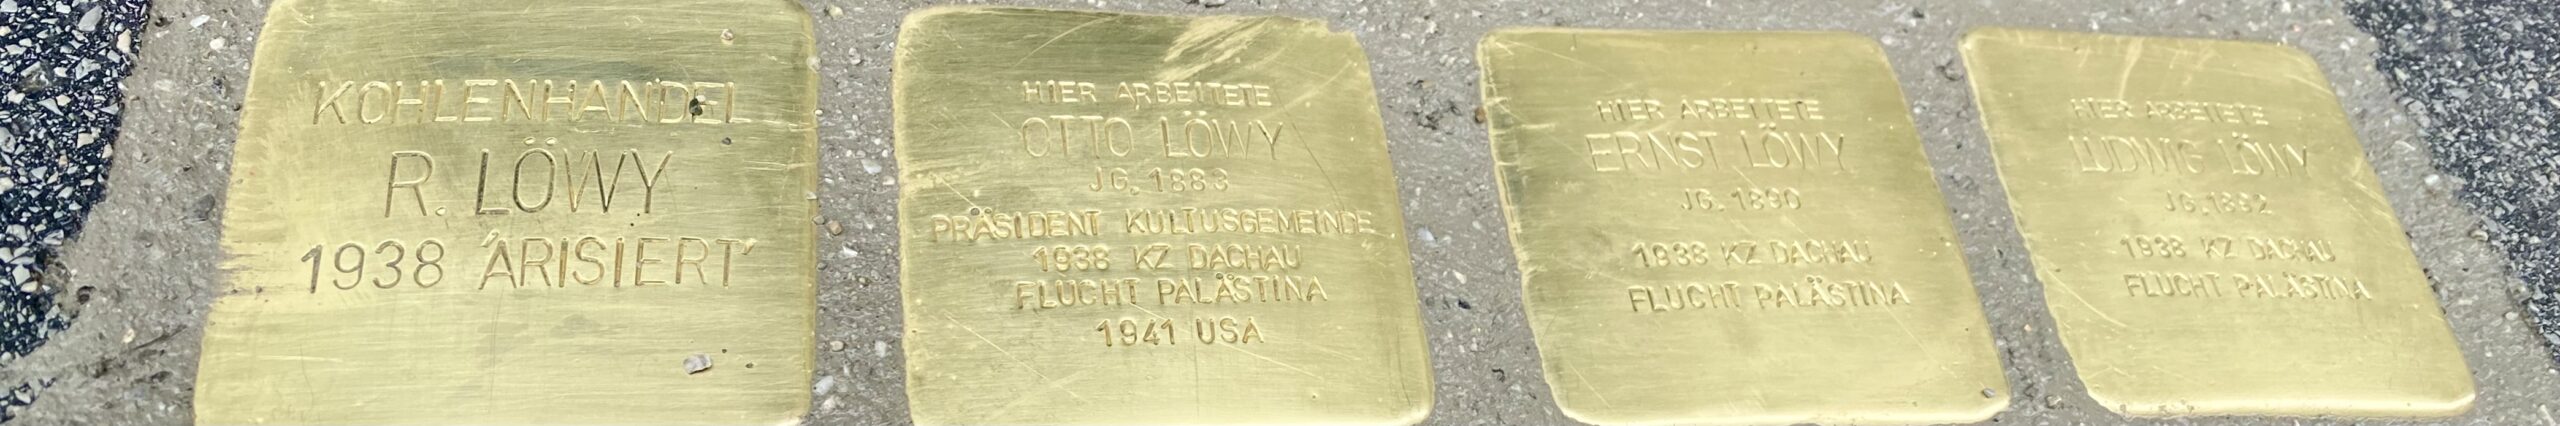 KOHLENHANDEL
R. LÖWY
1938 'ARISIERT'
HIER ARBEITETE
OTTO LÖWY
JG. 1883
PRÄSIDENT KULTUSGEMEINDE
1938 KZ DACHAU
FLUCHT PALÄSTINA
1941 USA
HIER ARBEITETE
ERNST LÖWY
JG. 1890
1938 KZ DACHAU
FLUCHT PALÄSTINA
HIER ARBEITETE
LUDWIG LÖWY
JG. 1892
1938 KZ DACHAU
FLUCHT PALÄSTINA